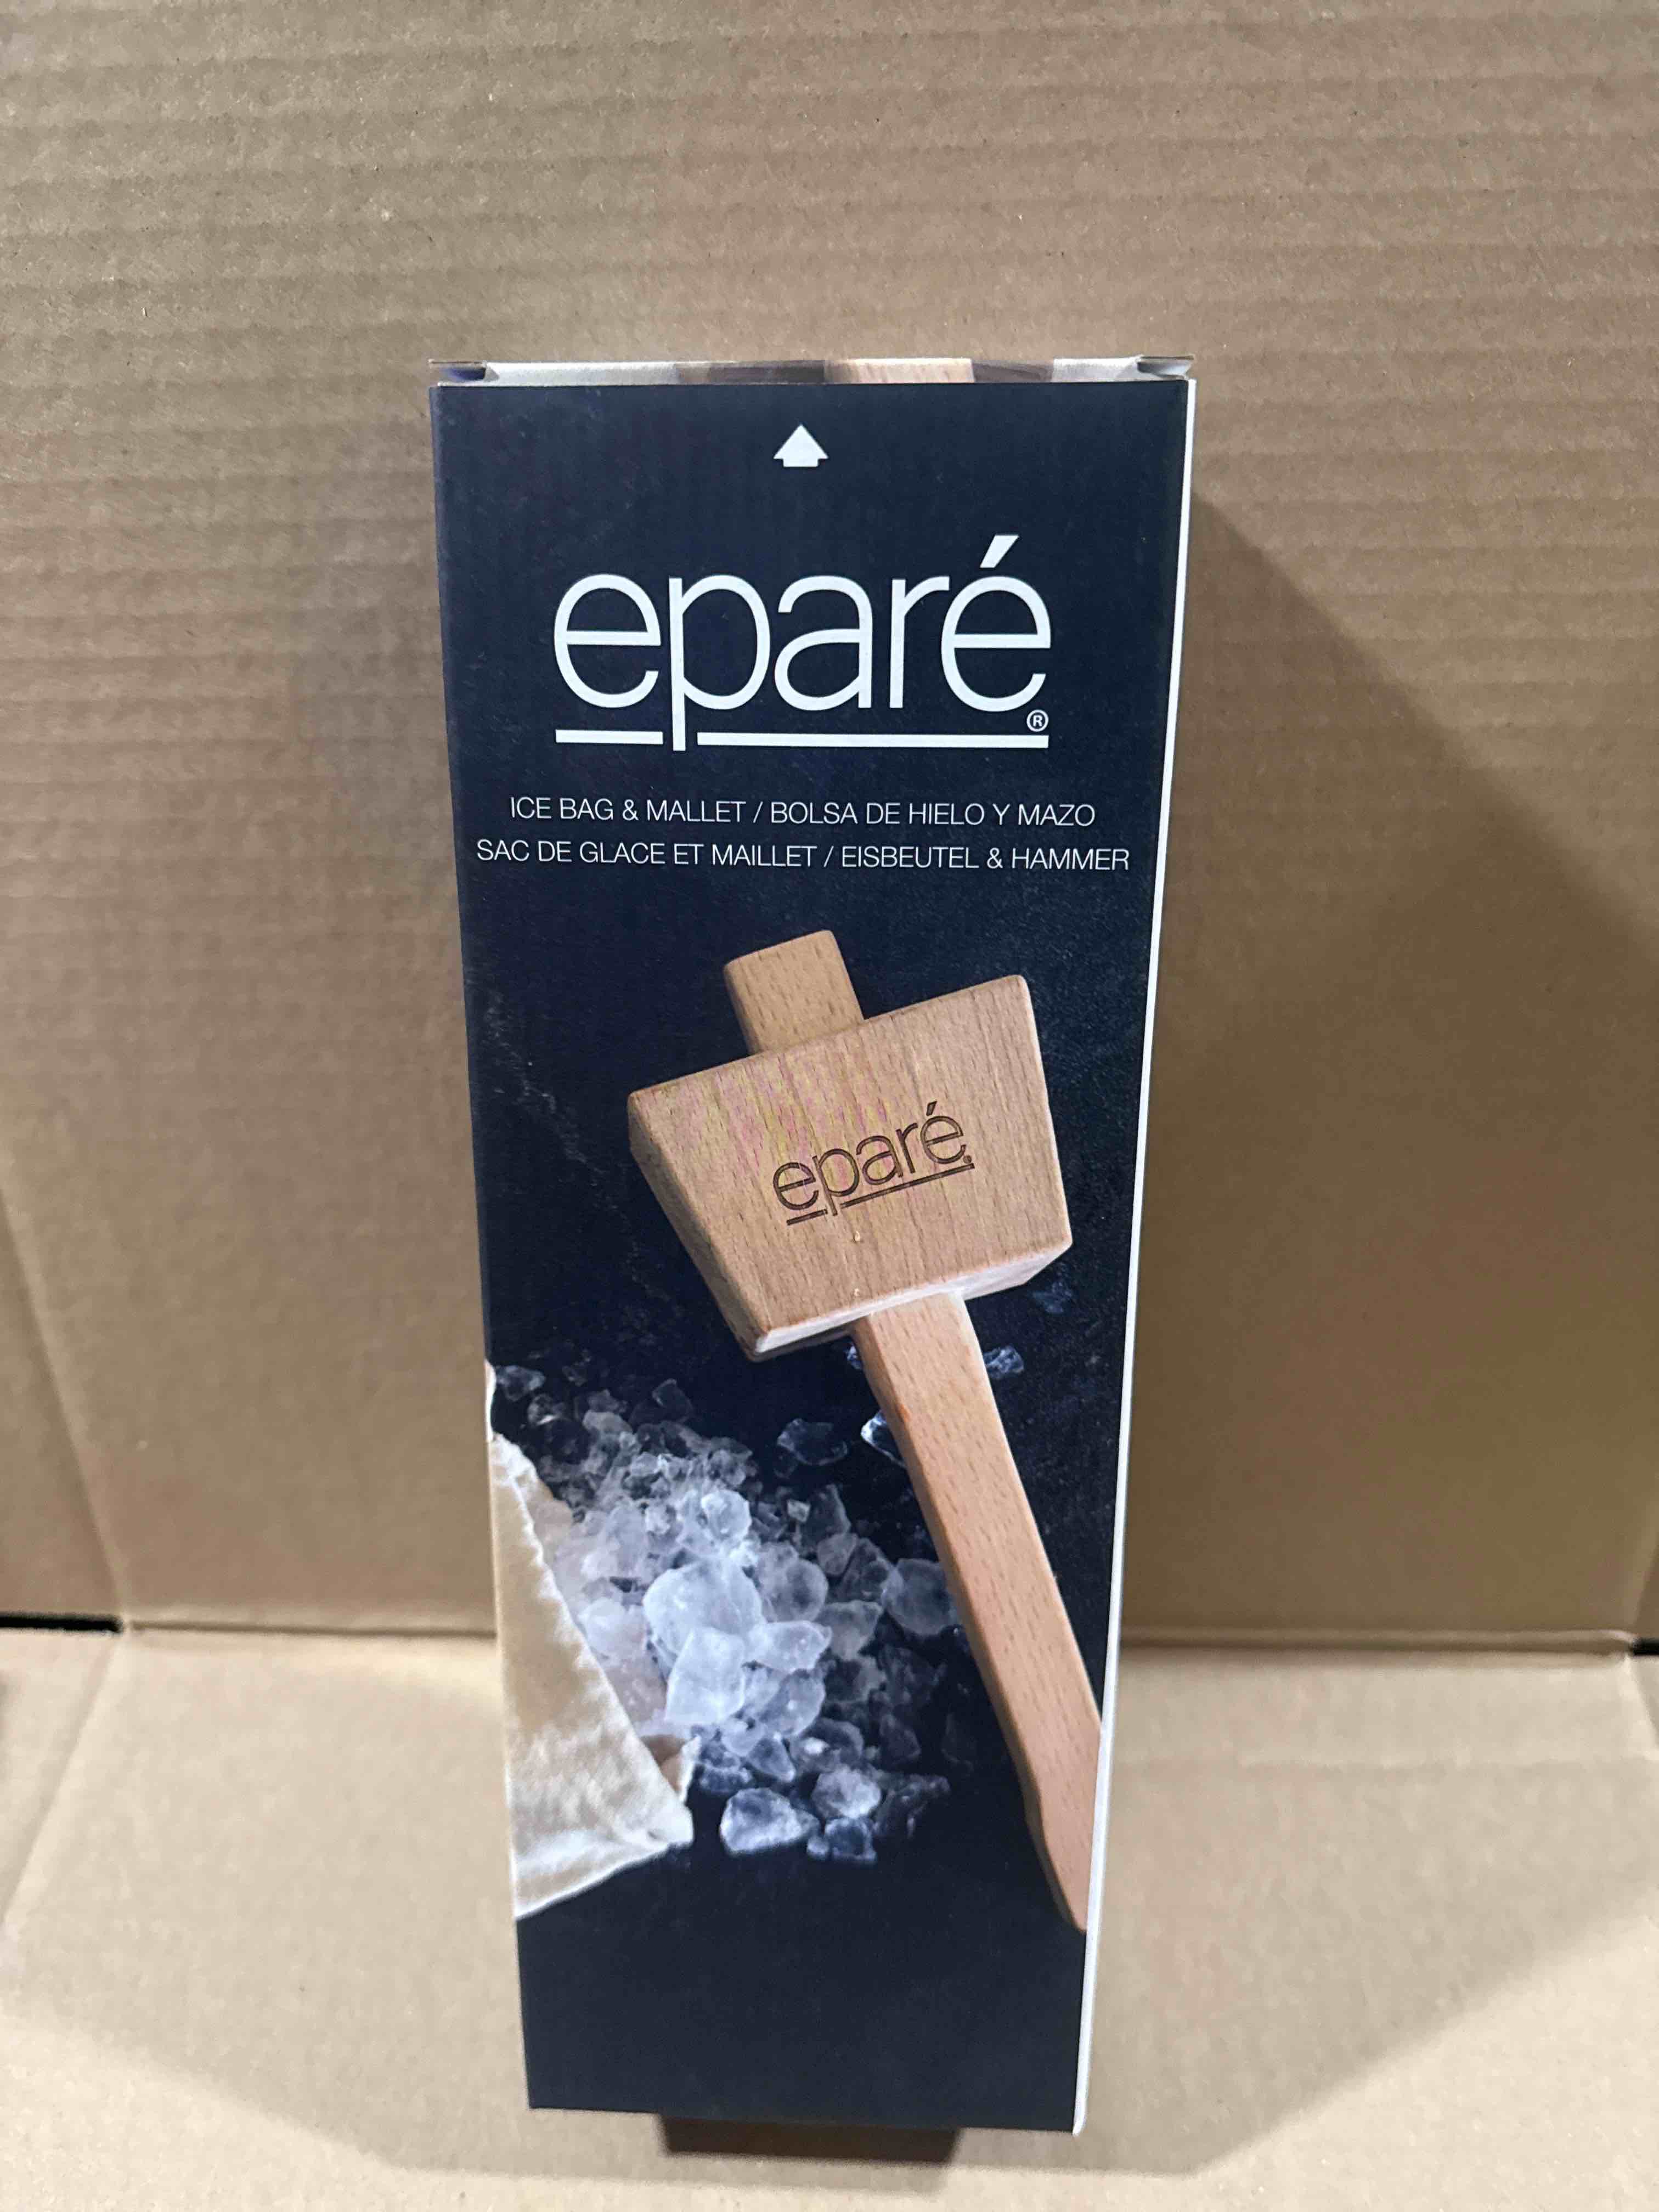 eparé®
ICE BAG & MALLET / BOLSA DE HIELO Y MAZO
SAC DE GLACE ET MAILLET / EISBEUTEL & HAMMER
eparé